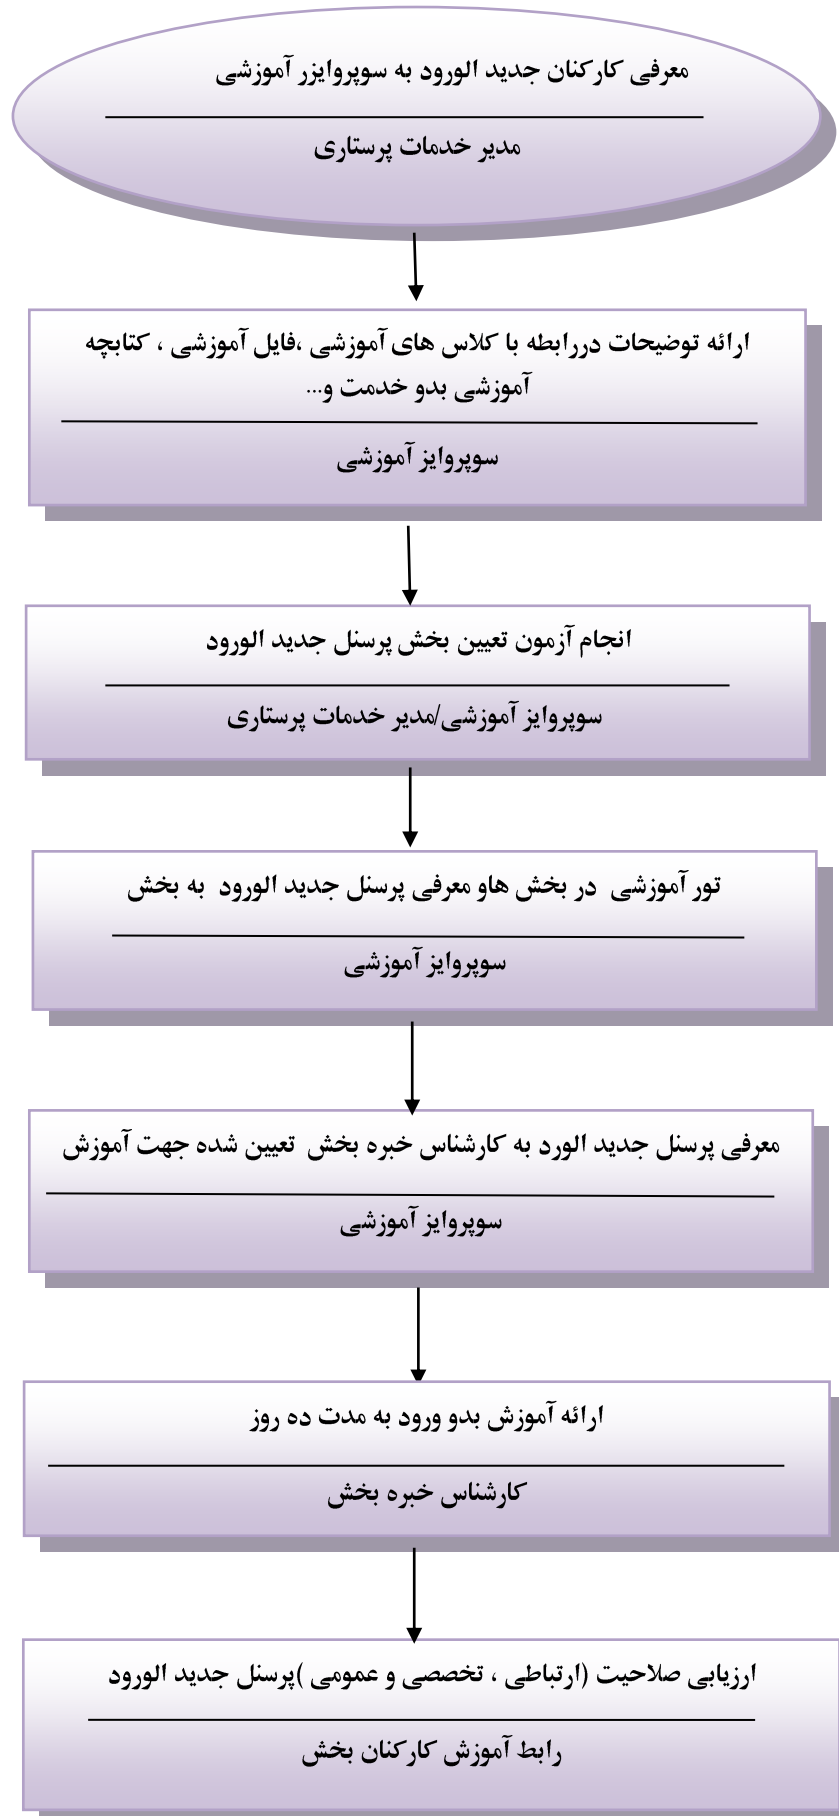 معرفی کارکنان جدید الورود به سوپروایزر آموزشی
مدیر خدمات پرستاری
ارائه توضیحات دررابطه با کلاس های آموزشی ،فایل آموزشی ، کتابچه
آموزشی بدو خدمت و...
سوپروایز آموزشی
انجام آزمون تعیین بخش پرسنل جدید الورود
سوپروایز آموزشی/مدیر خدمات پرستاری
تور آموزشی در بخش هاو معرفی پرسنل جدید الورود به بخش
سوپروایز آموزشی
معرفی پرسنل جدید الورد به کارشناس خبره بخش تعیین شده جهت آموزش
سوپروایز آموزشی
ارائه آموزش بدو ورود به مدت ده روز
کارشناس خبره بخش
ارزیابی صلاحیت (ارتباطی ، تخصصی و عمومی )پرسنل جدید الورود
رابط آموزش کارکنان بخش